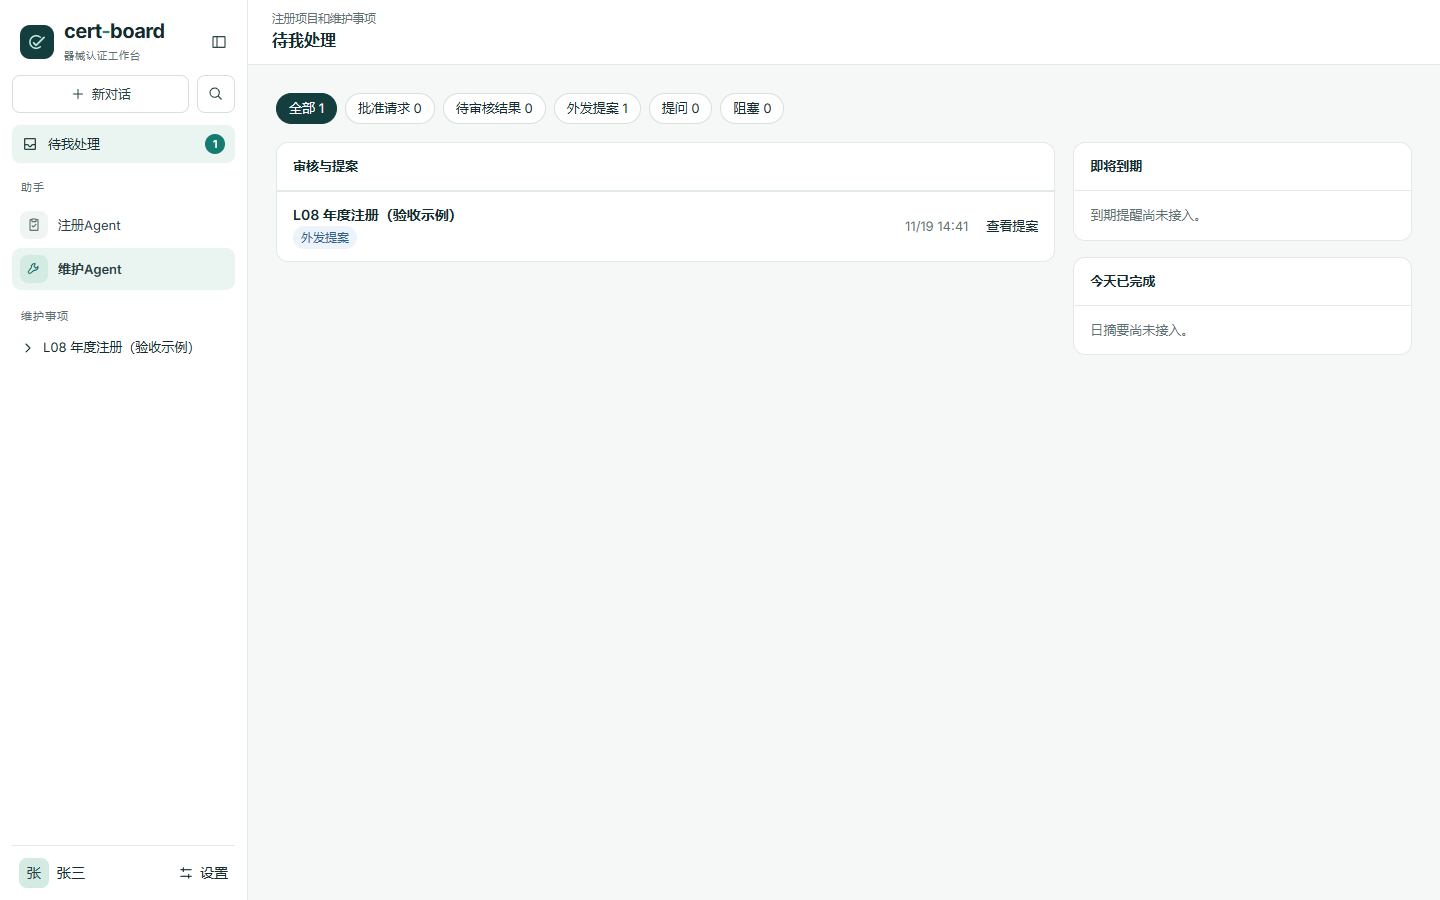 cert-board
器械认证工作台
新对话
待我处理 1
助手
注册Agent
维护Agent
维护事项
L08 年度注册（验收示例）
张 张三
设置
注册项目和维护事项
待我处理
全部 1 批准请求 0 待审核结果 0 外发提案 1 提问 0 阻塞 0
审核与提案
L08 年度注册（验收示例）
外发提案
11/19 14:41 查看提案
即将到期
到期提醒尚未接入。
今天已完成
日摘要尚未接入。